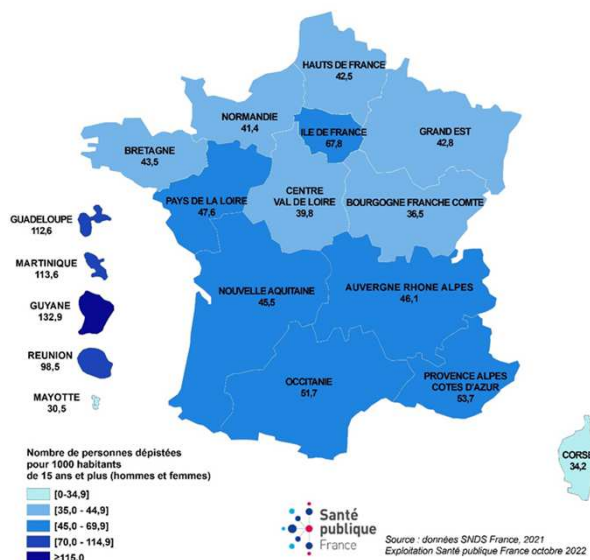 HAUTS DE FRANCE
42,5
NORMANDIE
41,4
ILE DE FRANCE
67,8
GRAND EST
42,8
BRETAGNE
43,5
PAYS DE LA LOIRE
47,6
CENTRE
VAL DE LOIRE
39,8
BOURGOGNE FRANCHE COMTE
36,5
GUADELOUPE
112,6
MARTINIQUE
113,6
GUYANE
132,9
REUNION
98,5
MAYOTTE
30,5
NOUVELLE AQUITAINE
45,5
AUVERGNE RHONE ALPES
46,1
OCCITANIE
51,7
PROVENCE ALPES
COTES D'AZUR
53,7
CORSE
34,2
Nombre de personnes dépistées
pour 1000 habitants
de 15 ans et plus (hommes et femmes)
[0-34,9]
[35,0 - 44,9]
[45,0 - 69,9]
[70,0 - 114,9]
≥115,0
Santé
publique
France
Source : données SNDS France, 2021
Exploitation Santé publique France octobre 2022